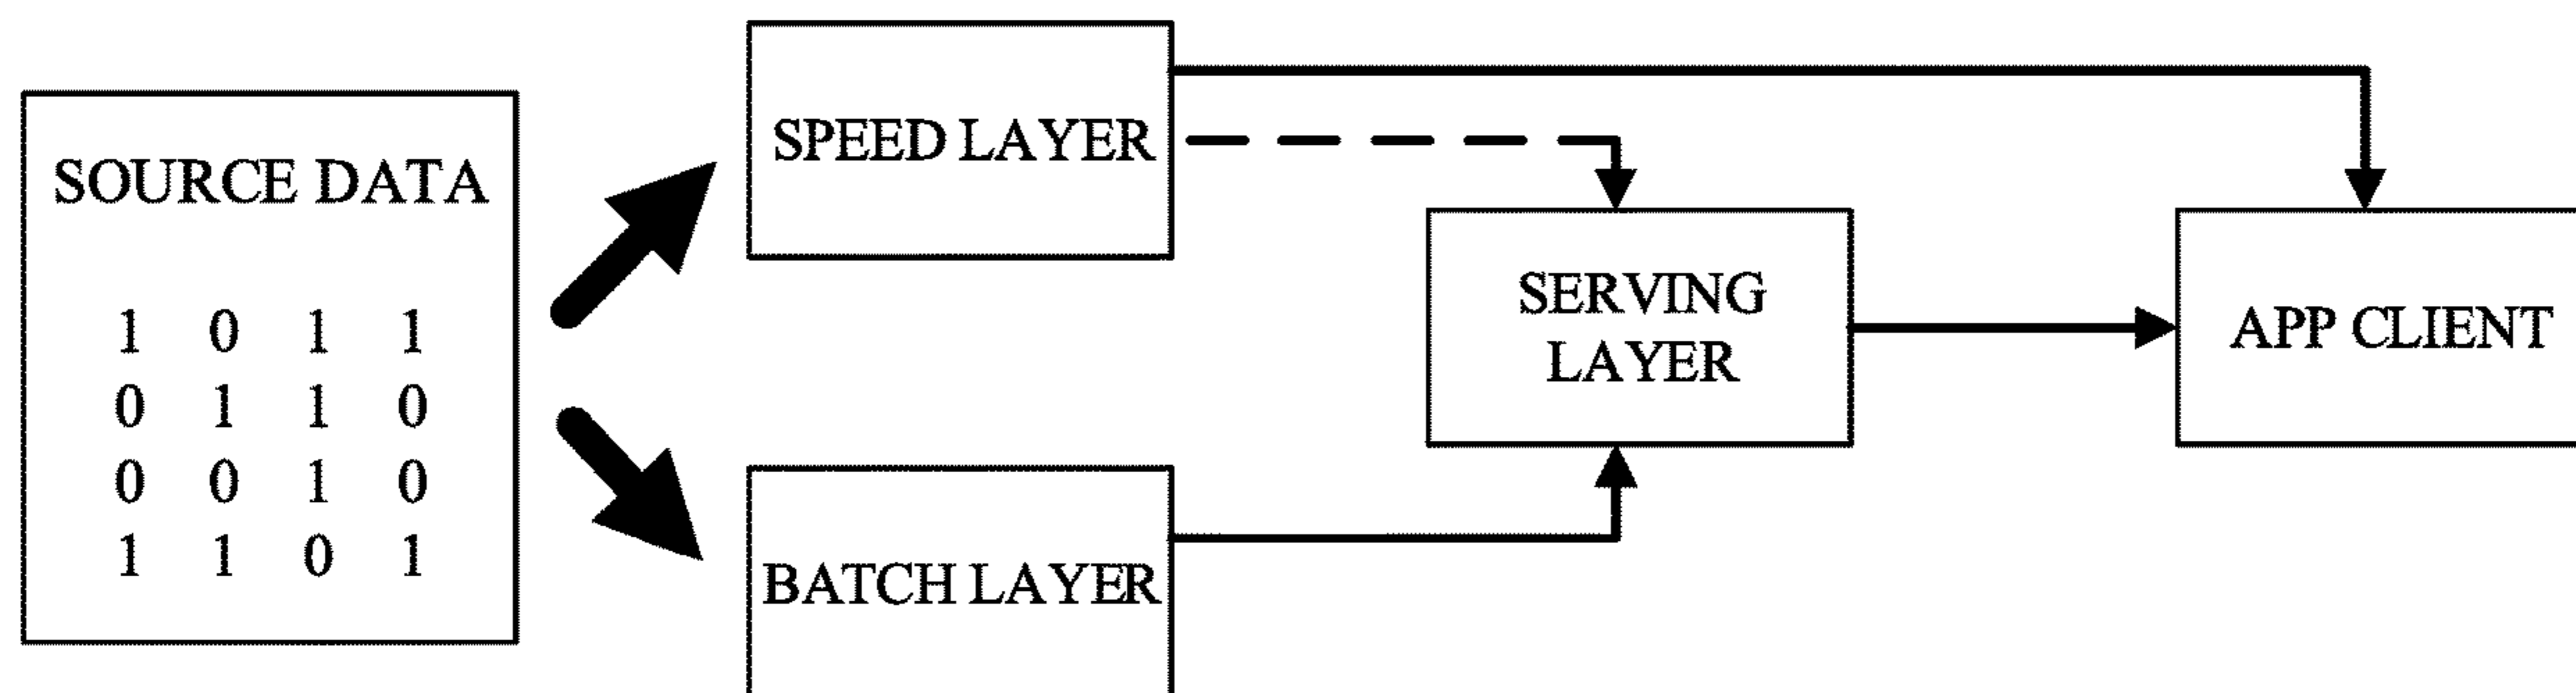 SOURCE DATA
1 0 1 1
0 1 1 0
0 0 1 0
1 1 0 1
SPEED LAYER
BATCH LAYER
SERVING
LAYER
APP CLIENT